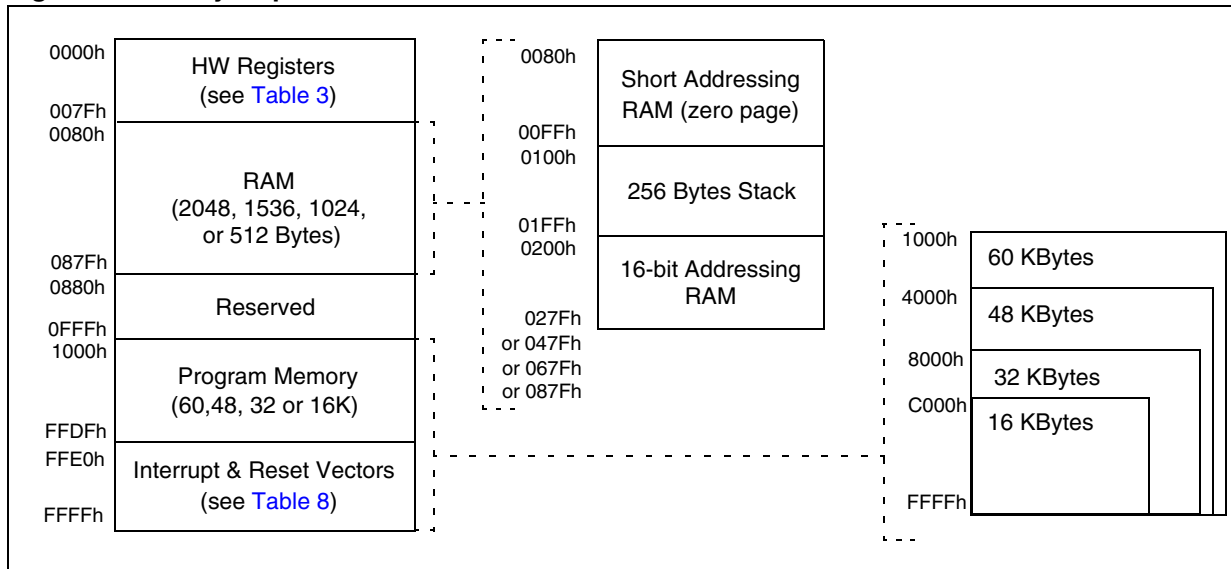 0000h
HW Registers
(see Table 3)
007Fh
0080h
RAM
(2048, 1536, 1024,
or 512 Bytes)
087Fh
0880h
Reserved
0FFFh
1000h
Program Memory
(60,48, 32 or 16K)
FFDFh
FFE0h
Interrupt & Reset Vectors
(see Table 8)
FFFFh
0080h
Short Addressing
RAM (zero page)
00FFh
0100h
256 Bytes Stack
01FFh
0200h
16-bit Addressing
RAM
027Fh
or 047Fh
or 067Fh
or 087Fh
1000h
60 KBytes
4000h
48 KBytes
8000h
32 KBytes
C000h
16 KBytes
FFFFh